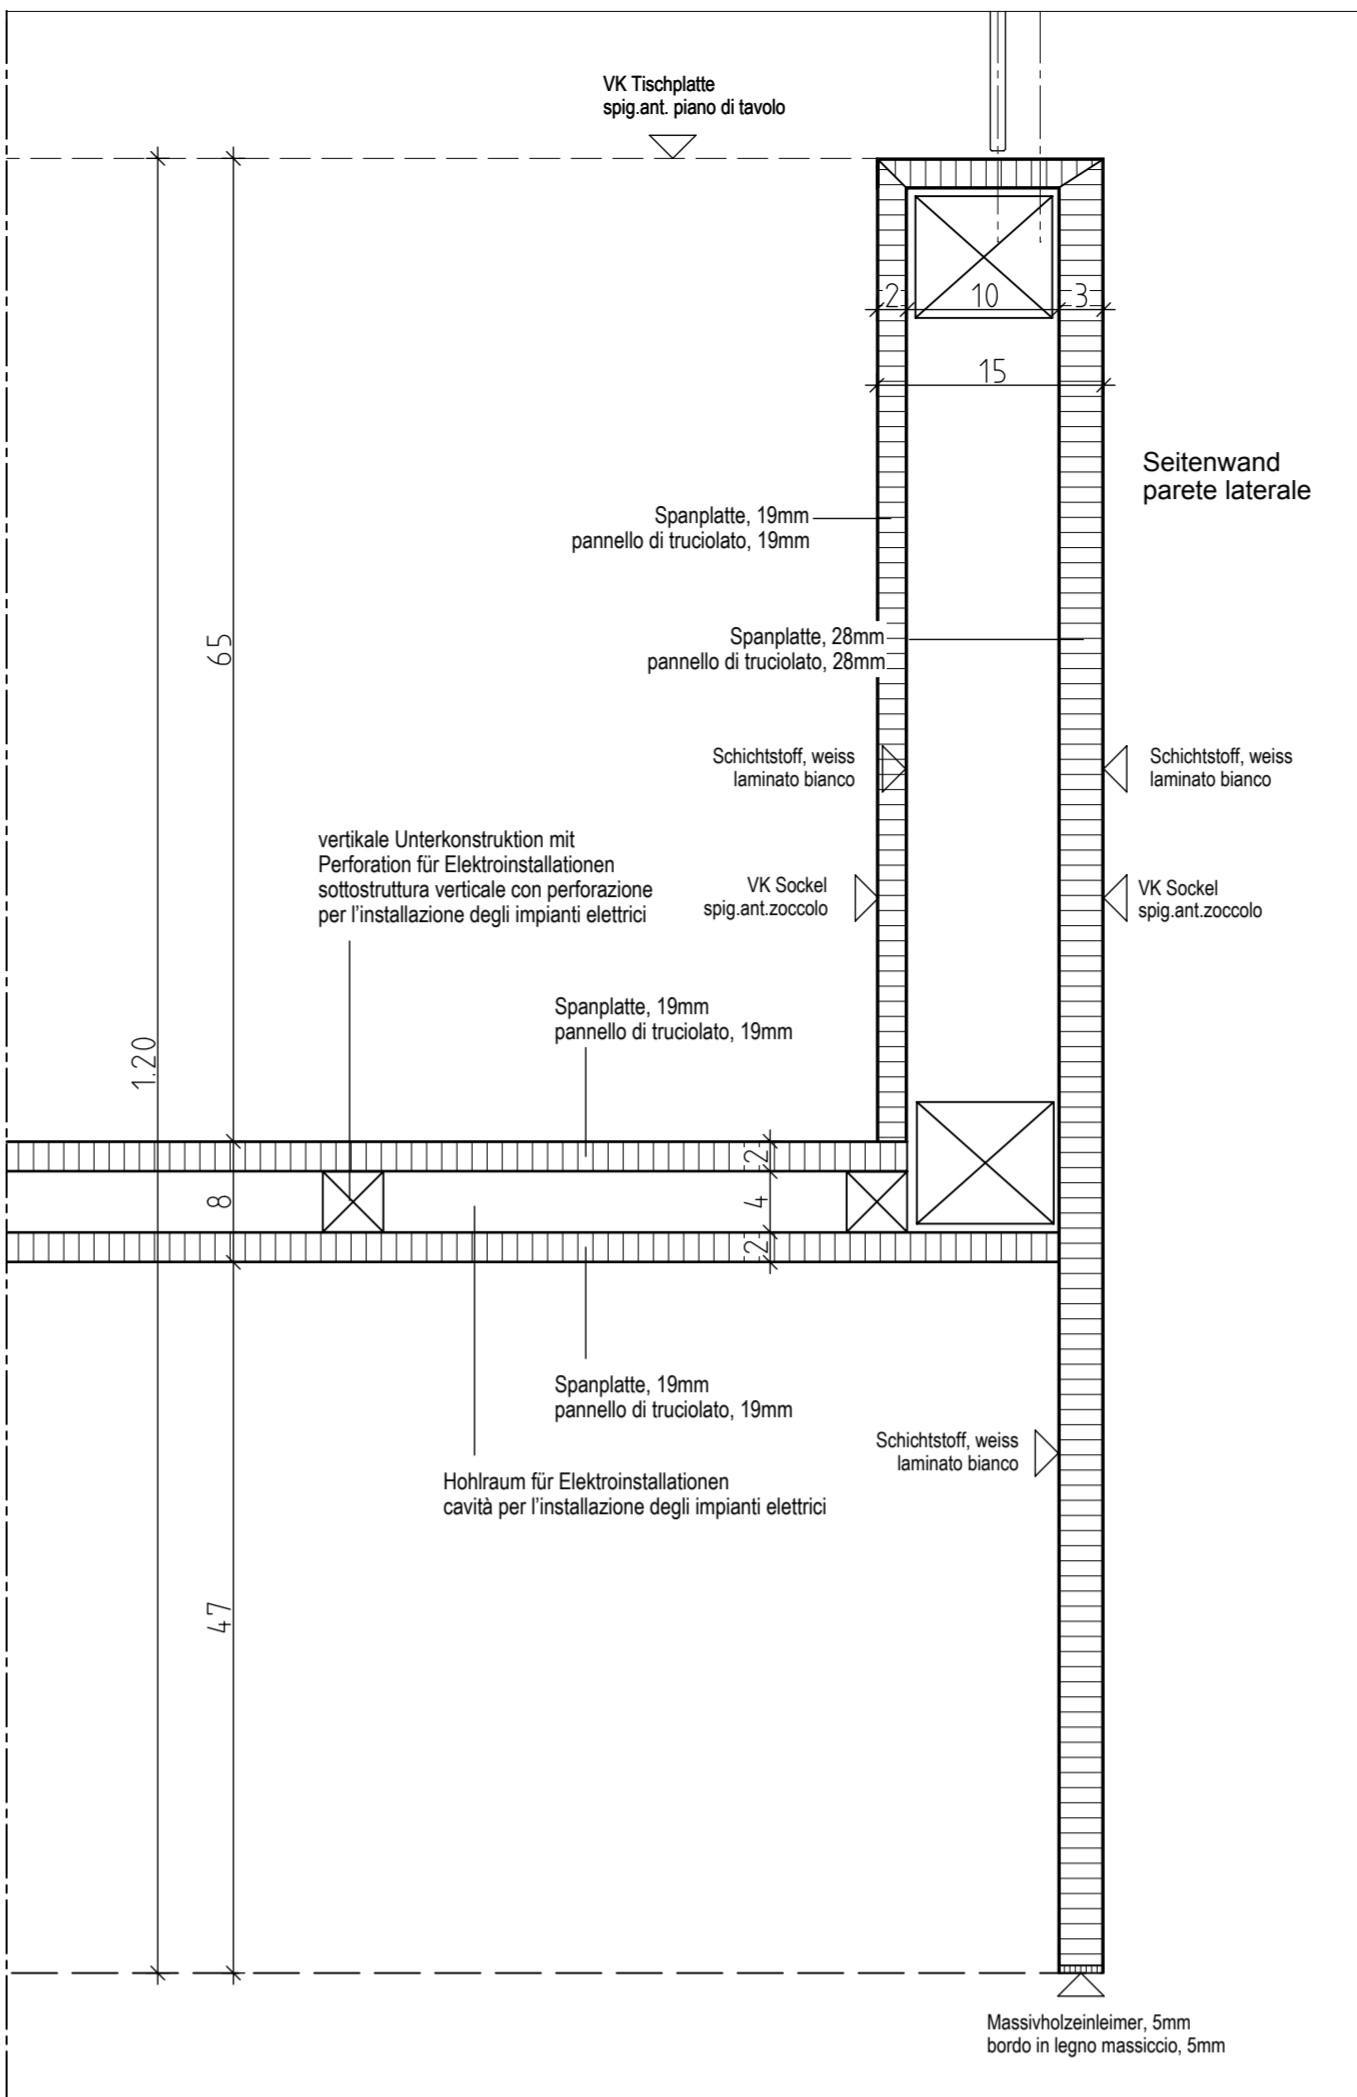 VK Tischplatte
spig.ant. piano di tavolo
2
10
3
15
Seitenwand
parete laterale
Spanplatte, 19mm
pannello di truciolato, 19mm
65
Spanplatte, 28mm
pannello di truciolato, 28mm
Schichtstoff, weiss
laminato bianco
Schichtstoff, weiss
laminato bianco
vertikale Unterkonstruktion mit
Perforation für Elektroinstallationen
sottostruttura verticale con perforazione
per l'installazione degli impianti elettrici
VK Sockel
spig.ant.zoccolo
VK Sockel
spig.ant.zoccolo
Spanplatte, 19mm
pannello di truciolato, 19mm
1.20
2
8
4
2
Spanplatte, 19mm
pannello di truciolato, 19mm
Schichtstoff, weiss
laminato bianco
Hohlraum für Elektroinstallationen
cavità per l'installazione degli impianti elettrici
47
Massivholzeinleimer, 5mm
bordo in legno massiccio, 5mm